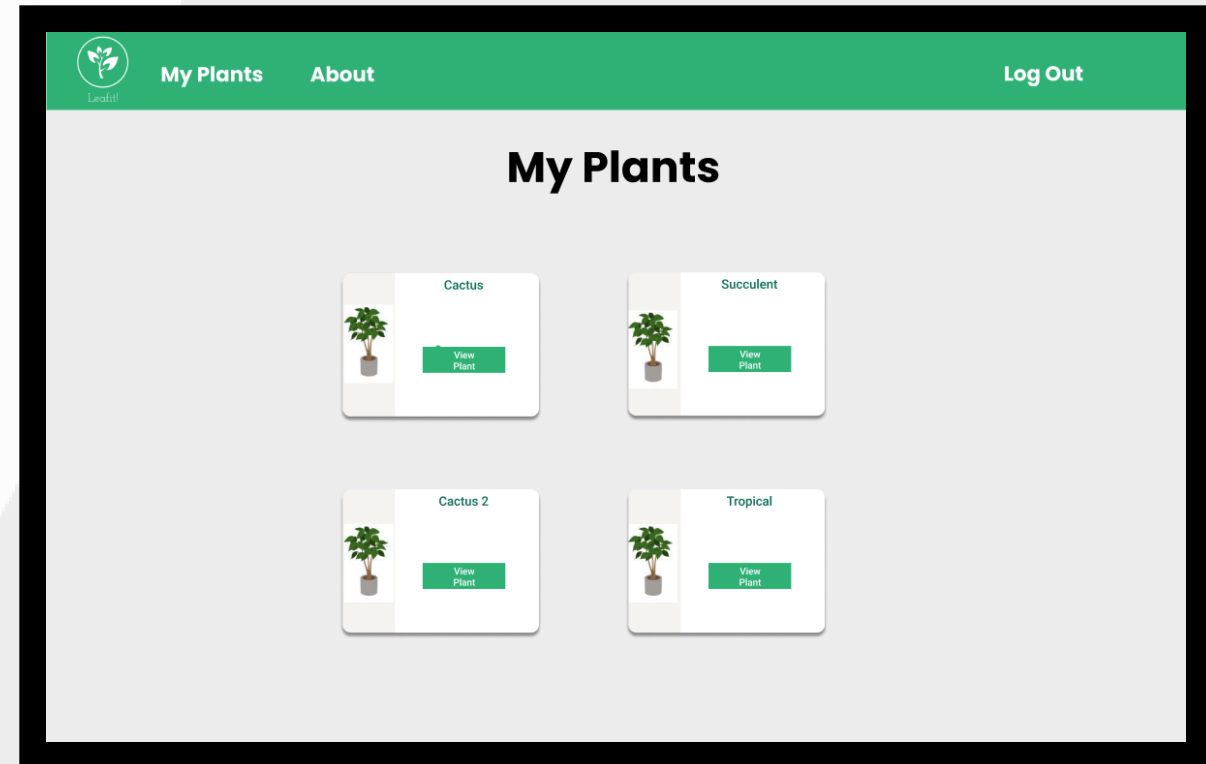 My Plants About Log Out
Leafit!
My Plants
Cactus
View
Plant
Succulent
View
Plant
Cactus 2
View
Plant
Tropical
View
Plant